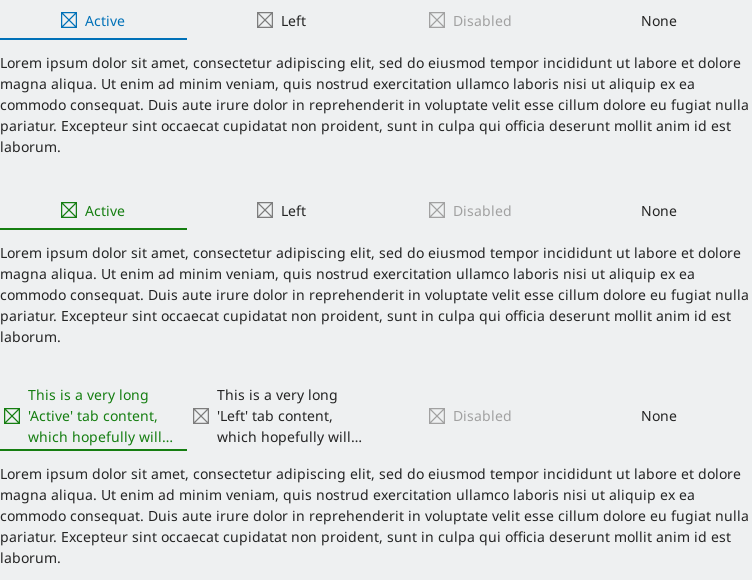 Active Left Disabled None
Lorem ipsum dolor sit amet, consectetur adipiscing elit, sed do eiusmod tempor incididunt ut labore et dolore
magna aliqua. Ut enim ad minim veniam, quis nostrud exercitation ullamco laboris nisi ut aliquip ex ea
commodo consequat. Duis aute irure dolor in reprehenderit in voluptate velit esse cillum dolore eu fugiat nulla
pariatur. Excepteur sint occaecat cupidatat non proident, sunt in culpa qui officia deserunt mollit anim id est
laborum.
Active Left Disabled None
Lorem ipsum dolor sit amet, consectetur adipiscing elit, sed do eiusmod tempor incididunt ut labore et dolore
magna aliqua. Ut enim ad minim veniam, quis nostrud exercitation ullamco laboris nisi ut aliquip ex ea
commodo consequat. Duis aute irure dolor in reprehenderit in voluptate velit esse cillum dolore eu fugiat nulla
pariatur. Excepteur sint occaecat cupidatat non proident, sunt in culpa qui officia deserunt mollit anim id est
laborum.
This is a very long
'Active' tab content,
which hopefully will...
This is a very long
'Left' tab content,
which hopefully will...
Disabled
None
Lorem ipsum dolor sit amet, consectetur adipiscing elit, sed do eiusmod tempor incididunt ut labore et dolore
magna aliqua. Ut enim ad minim veniam, quis nostrud exercitation ullamco laboris nisi ut aliquip ex ea
commodo consequat. Duis aute irure dolor in reprehenderit in voluptate velit esse cillum dolore eu fugiat nulla
pariatur. Excepteur sint occaecat cupidatat non proident, sunt in culpa qui officia deserunt mollit anim id est
laborum.